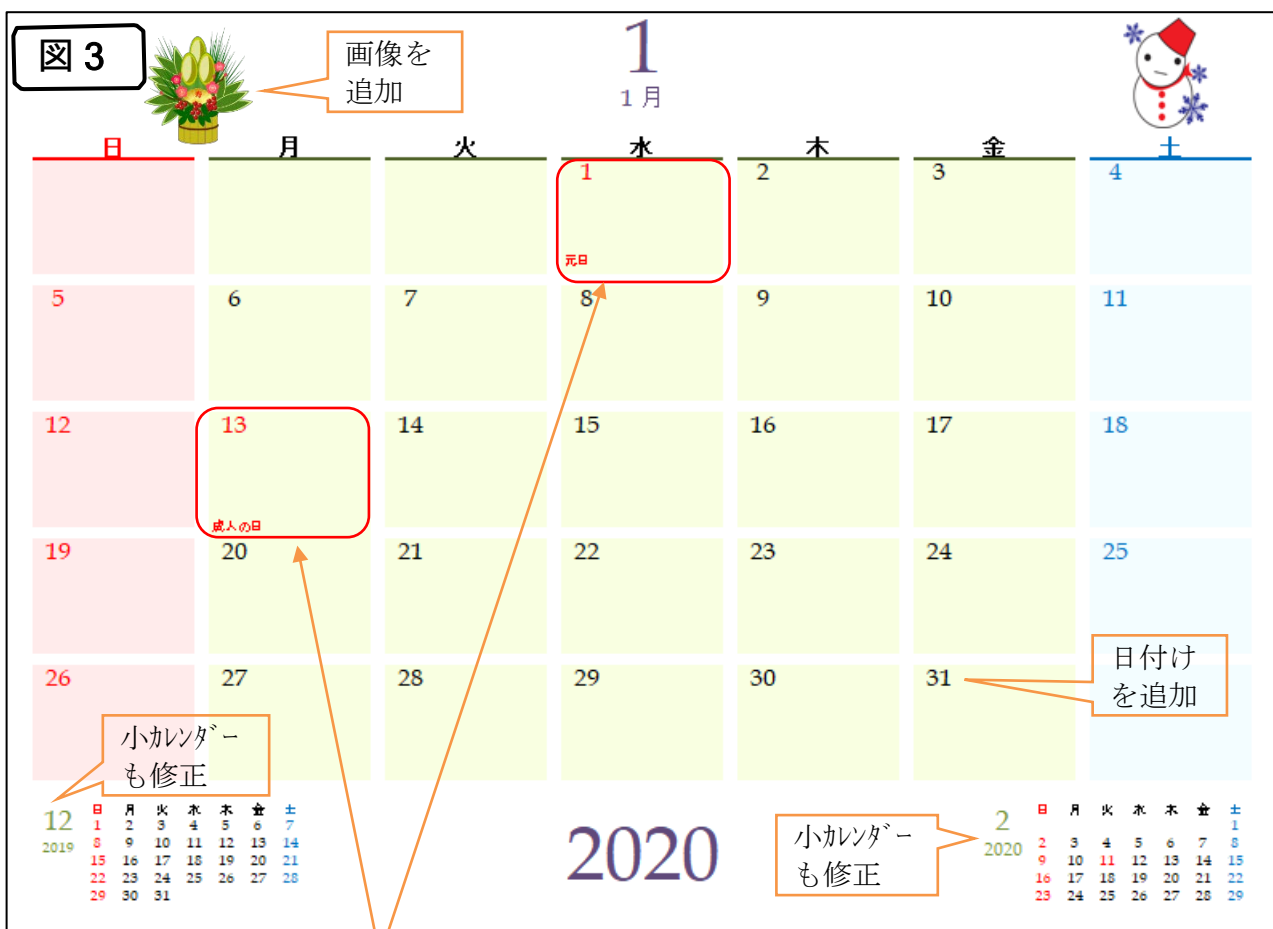 図3
画像を
追加
1
1月
日 月 火 水 木 金 土
1 2 3 4
元日
5 6 7 8 9 10 11
12 13 14 15 16 17 18
成人の日
19 20 21 22 23 24 25
26 27 28 29 30 31
日付け
を追加
小ｶﾚﾝﾀﾞｰ
も修正
12
2019
日 月 火 水 木 金 土
1 2 3 4 5 6 7
8 9 10 11 12 13 14
15 16 17 18 19 20 21
22 23 24 25 26 27 28
29 30 31
2020
小ｶﾚﾝﾀﾞｰ
も修正
2
2020
日 月 火 水 木 金 土
1
2 3 4 5 6 7 8
9 10 11 12 13 14 15
16 17 18 19 20 21 22
23 24 25 26 27 28 29